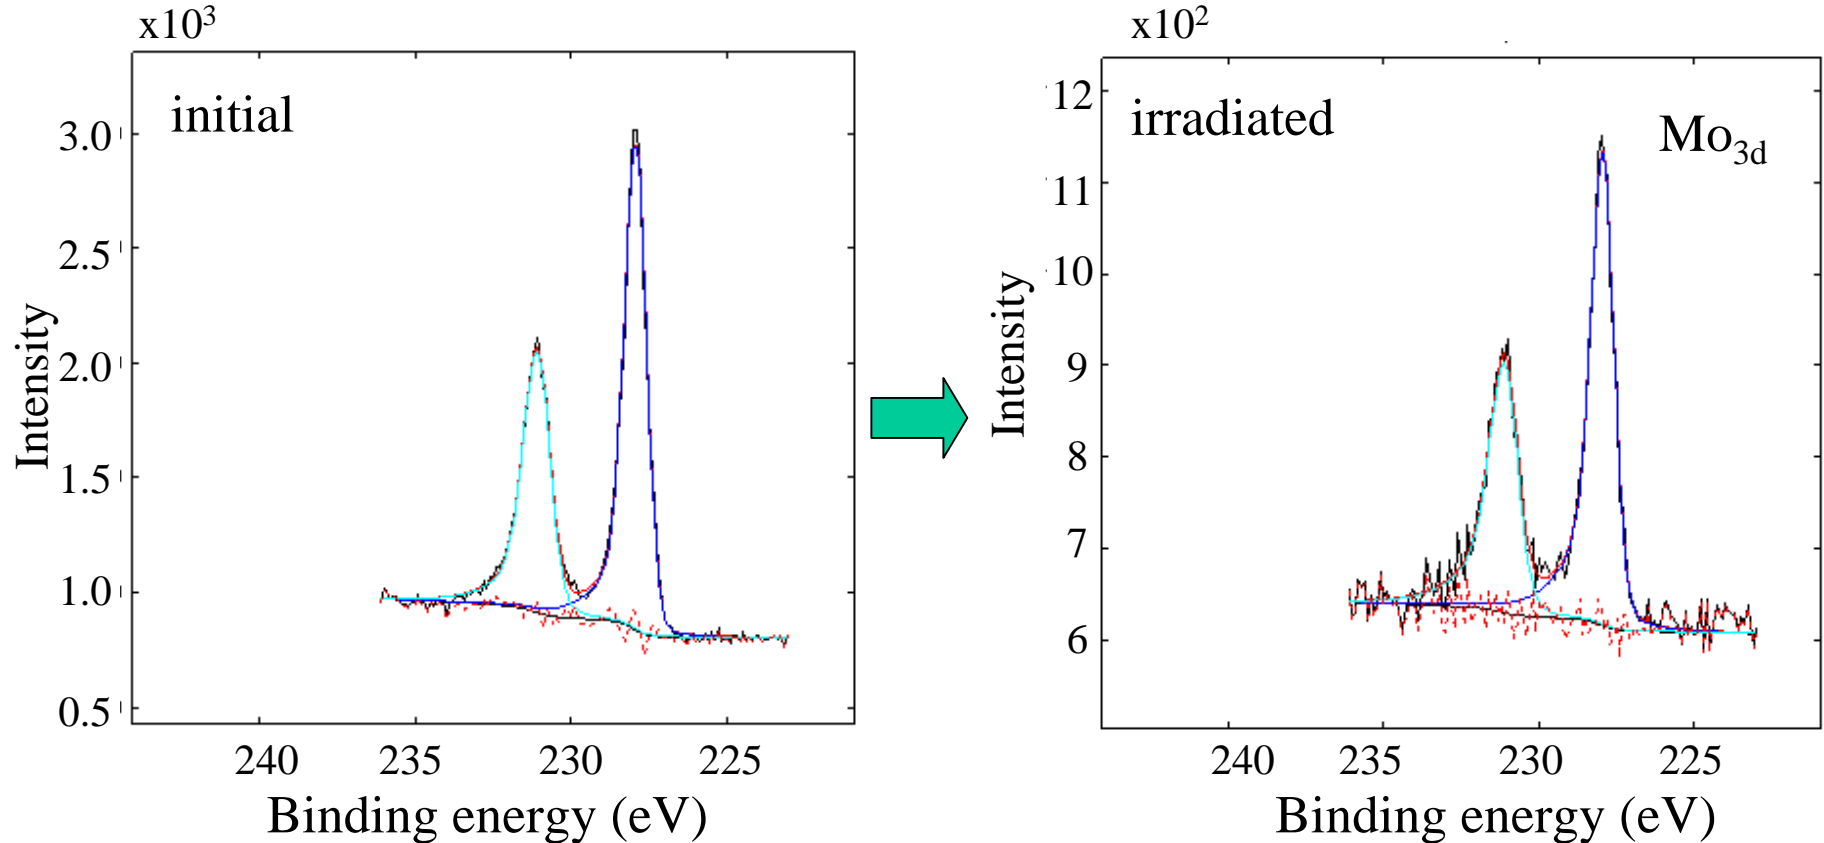 x10³
initial
3.0
2.5
2.0
1.5
1.0
0.5
Intensity
240 235 230 225
Binding energy (eV)
x10²
irradiated
Mo3d
12
11
10
9
8
7
6
Intensity
240 235 230 225
Binding energy (eV)